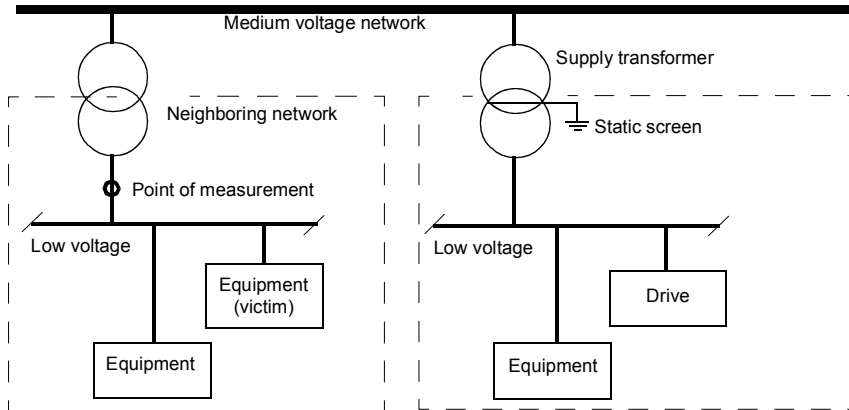 Medium voltage network
Supply transformer
Neighboring network
Static screen
Point of measurement
Low voltage
Low voltage
Equipment
(victim)
Drive
Equipment
Equipment